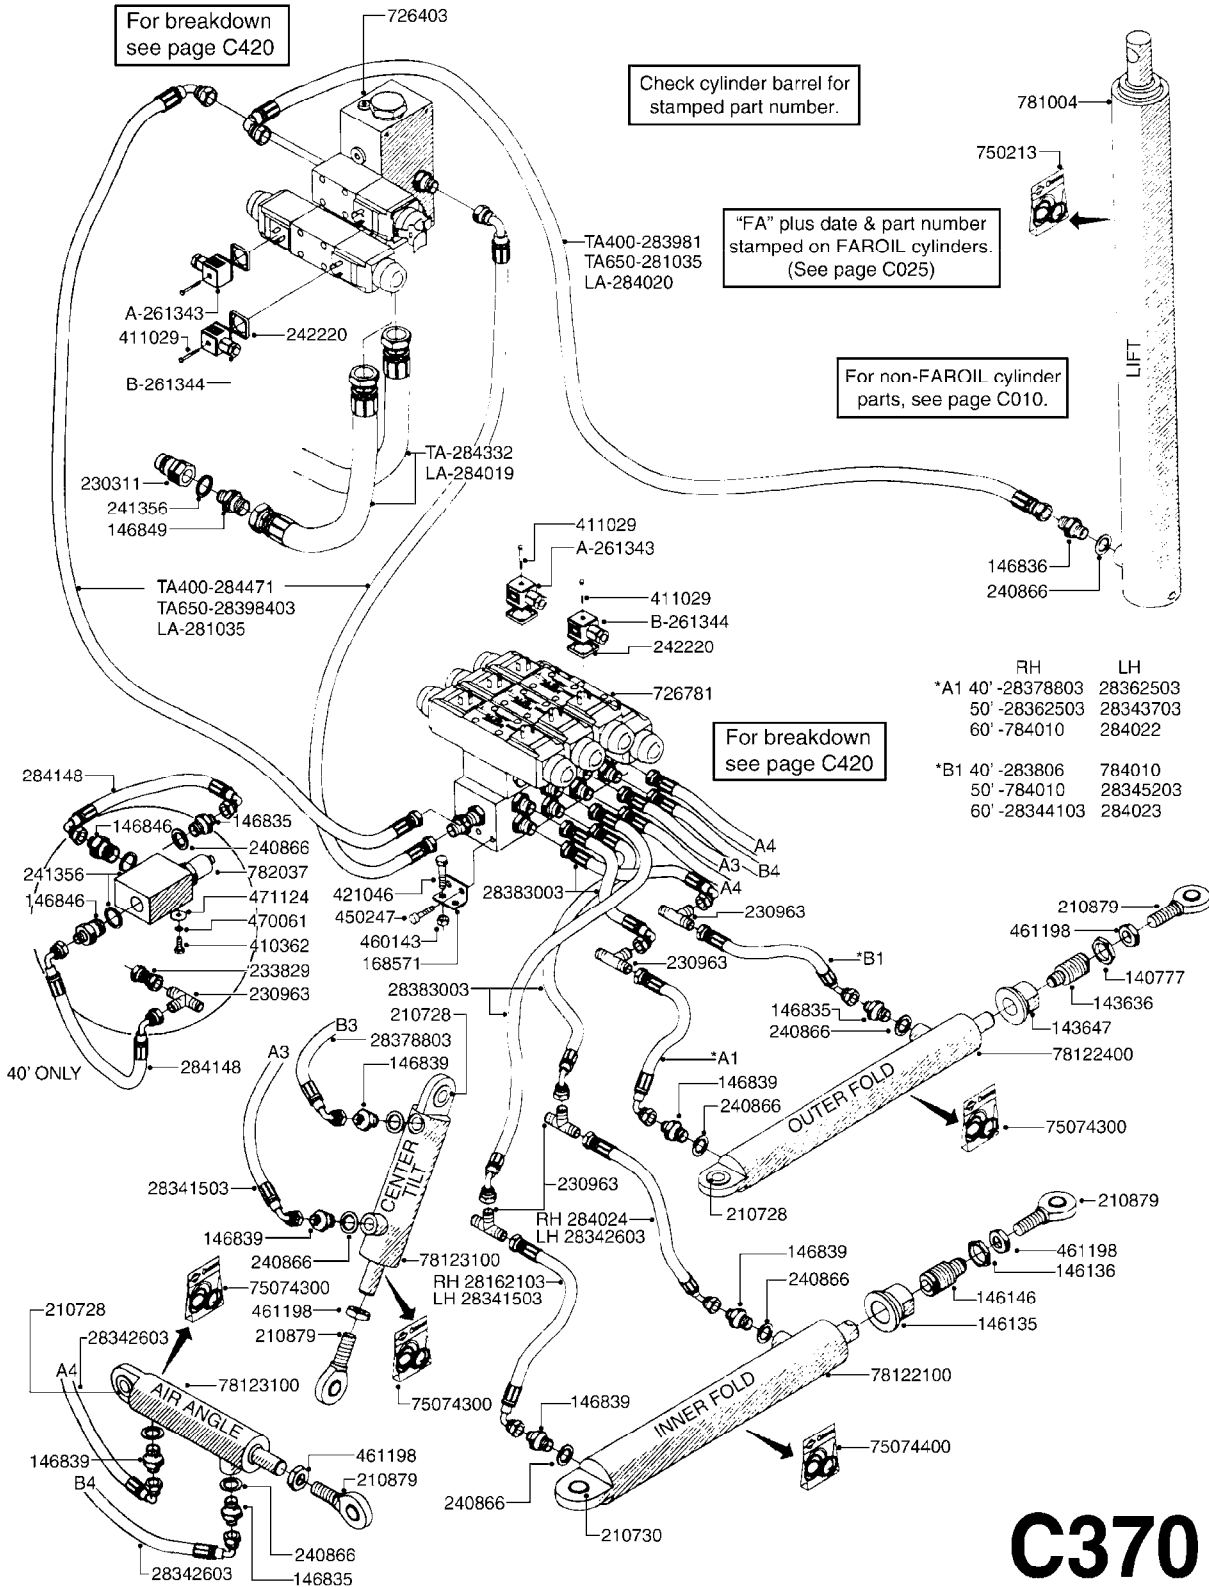 For breakdown
see page C420
726403
Check cylinder barrel for
stamped part number.
781004
750213
"FA" plus date & part number
stamped on FAROIL cylinders.
(See page C025)
TA400-283981
TA650-281035
LA-284020
A-261343
411029
242220
B-261344
LIFT
For non-FAROIL cylinder
parts, see page C010.
TA-284332
LA-284019
230311
241356
146849
411029
A-261343
146836
240866
TA400-284471
TA650-28398403
LA-281035
411029
B-261344
242220
726781
RH LH
*A1 40' -28378803 28362503
50' -28362503 28343703
60' -784010 284022
*B1 40' -283806 784010
50' -784010 28345203
60' -28344103 284023
For breakdown
see page C420
284148
146846
146835
240866
782037
241356
146846
471124
470061
410362
233829
230963
284148
40' ONLY
421046
450247
460143
168571
28383003
A4
A3
B4
A4
230963
230963
*B1
210879
461198
140777
143636
143647
146835
240866
78122400
28383003
210728
B3
28378803
A3
146839
*A1
146839
240866
OUTER FOLD
75074300
CENTER
TILT
28341503
146839
240866
230963
210728
RH 284024
LH 28342603
78123100
RH 28162103
LH 28341503
210879
461198
146136
146146
146135
146839
240866
75074300
461198
210879
210728
28342603
A4
78123100
AIR ANGLE
75074300
146839
INNER FOLD
78122100
75074400
146839
B4
461198
210879
240866
240866
146835
28342603
210730
C370